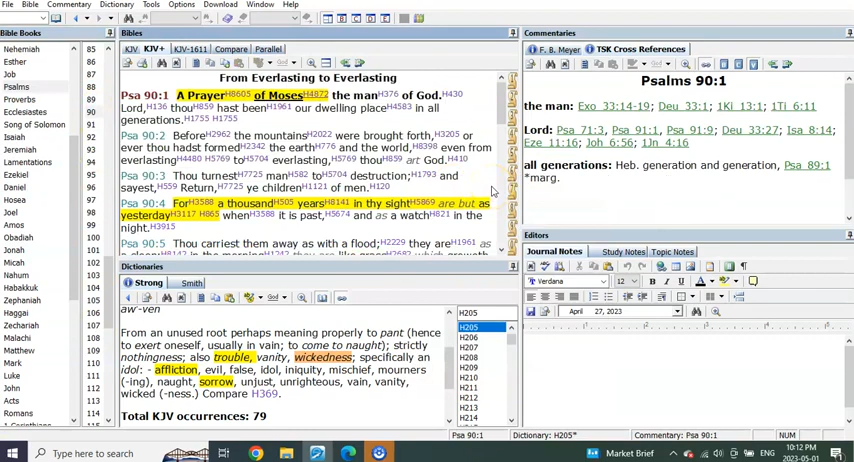 File View Bible Commentary Dictionary Tools Options Download Window Help
B C D E
Bible Books
Nehemiah
Esther
Job
Psalms
Proverbs
Ecclesiastes
Song of Solomon
Isaiah
Jeremiah
Lamentations
Ezekiel
Daniel
Hosea
Joel
Amos
Obadiah
Jonah
Micah
Nahum
Habakkuk
Zephaniah
Haggai
Zechariah
Malachi
Matthew
Mark
Luke
John
Acts
Romans
1 Corinthians
85
86
87
88
89
90
91
92
93
94
95
96
97
98
99
100
101
102
103
104
105
106
107
108
109
110
111
112
113
114
115
Bibles
KJV KJV+ KJV-1611 Compare Parallel
From Everlasting to Everlasting
Psa 90:1 A PrayerH8605 of MosesH4872 the manH376 of God.H430
Lord,H136 thouH859 hast beenH1961 our dwelling placeH4583 in all
generations.H1755 H1755
Psa 90:2 BeforeH2962 the mountainsH2022 were brought forth,H3205 or
ever thou hadst formedH2342 the earthH776 and the world,H8398 even from
everlastingH4480 H5769 toH5704 everlasting,H5769 thouH859 art God.H410
Psa 90:3 Thou turnestH7725 manH582 toH5704 destruction;H1793 and
sayest,H559 Return,H7725 ye childrenH1121 of men.H120
Psa 90:4 ForH3588 a thousandH505 yearsH8141 in thy sightH5869 are but as
yesterdayH3117 H865 whenH3588 it is past,H5674 and as a watchH821 in the
night.H3915
Psa 90:5 Thou carriest them away as with a flood;H2229 they areH1961 as
Dictionaries
Strong Smith
aw'-ven
From an unused root perhaps meaning properly to pant (hence
to exert oneself, usually in vain; to come to naught); strictly
nothingness; also trouble, vanity, wickedness; specifically an
idol: - affliction, evil, false, idol, iniquity, mischief, mourners
(-ing), naught, sorrow, unjust, unrighteous, vain, vanity,
wicked (-ness.) Compare H369.
Total KJV occurrences: 79
H205
H205
H206
H207
H208
H209
H210
H211
H212
H213
H214
Commentaries
F. B. Meyer TSK Cross References
Psalms 90:1
the man: Exo 33:14-19; Deu 33:1; 1Ki 13:1; 1Ti 6:11
Lord: Psa 71:3, Psa 91:1, Psa 91:9; Deu 33:27; Isa 8:14;
Eze 11:16; Joh 6:56; 1Jn 4:16
all generations: Heb. generation and generation, Psa 89:1
*marg.
Editors
Journal Notes Study Notes Topic Notes
Verdana 12 B I U A
April 27, 2023
1 2 3 4
Psa 90:1 Dictionary: H205* Commentary: Psa 90:1 NUM
Type here to search
Market Brief
ENG
10:12 PM
2023-05-01